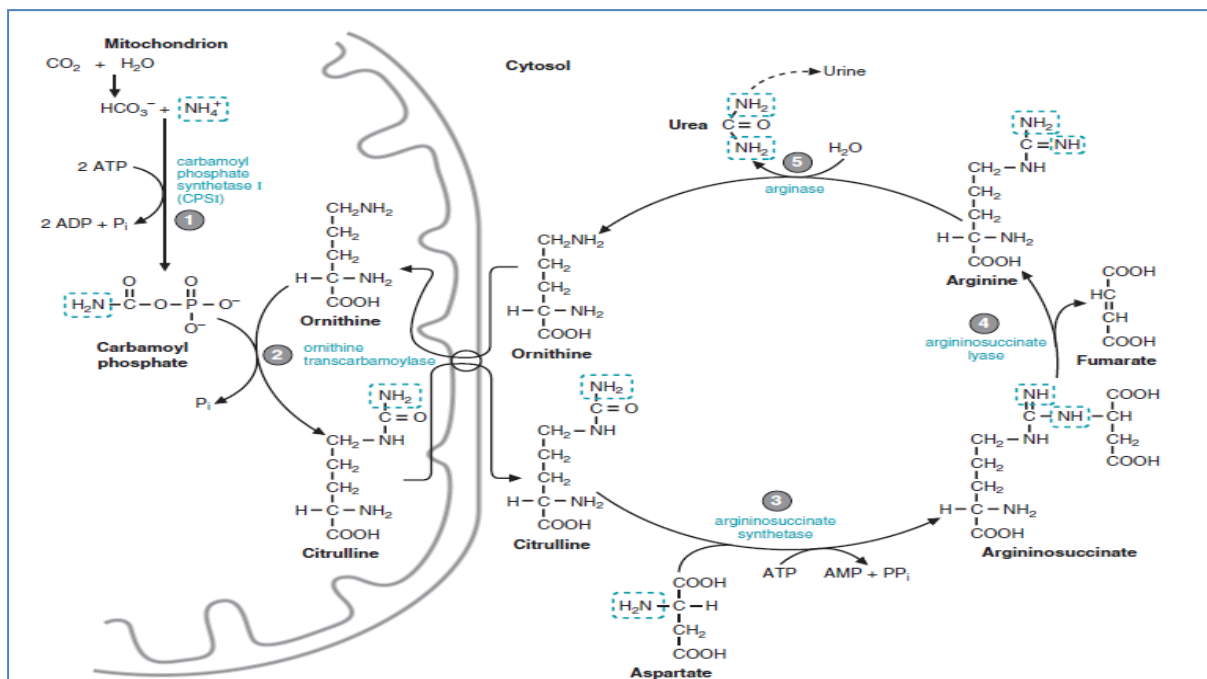 Mitochondrion
CO₂ + H₂O
HCO₃⁻ + NH₄⁺
2 ATP
carbamoyl
phosphate
synthetase I
(CPSI)
1
2 ADP + Pᵢ
O O
H₂N–C–O–P–O⁻
O⁻
Carbamoyl
phosphate
CH₂NH₂
CH₂
CH₂
H–C–NH₂
COOH
Ornithine
2
ornithine
transcarbamoylase
Pᵢ
NH₂
C=O
CH₂–NH
CH₂
CH₂
H–C–NH₂
COOH
Citrulline
Cytosol
CH₂NH₂
CH₂
CH₂
H–C–NH₂
COOH
Ornithine
NH₂
C=O
CH₂–NH
CH₂
CH₂
H–C–NH₂
COOH
Citrulline
3
argininosuccinate
synthetase
ATP
AMP + PPᵢ
COOH
H₂N–C–H
CH₂
COOH
Aspartate
NH
C–NH–CH
CH₂–NH
COOH
CH₂
COOH
CH₂
CH₂
H–C–NH₂
COOH
Argininosuccinate
4
argininosuccinate
lyase
COOH
HC
CH
COOH
Fumarate
NH₂
C=NH
CH₂–NH
CH₂
CH₂
H–C–NH₂
COOH
Arginine
5
arginase
H₂O
Urea
NH₂
C=O
NH₂
Urine